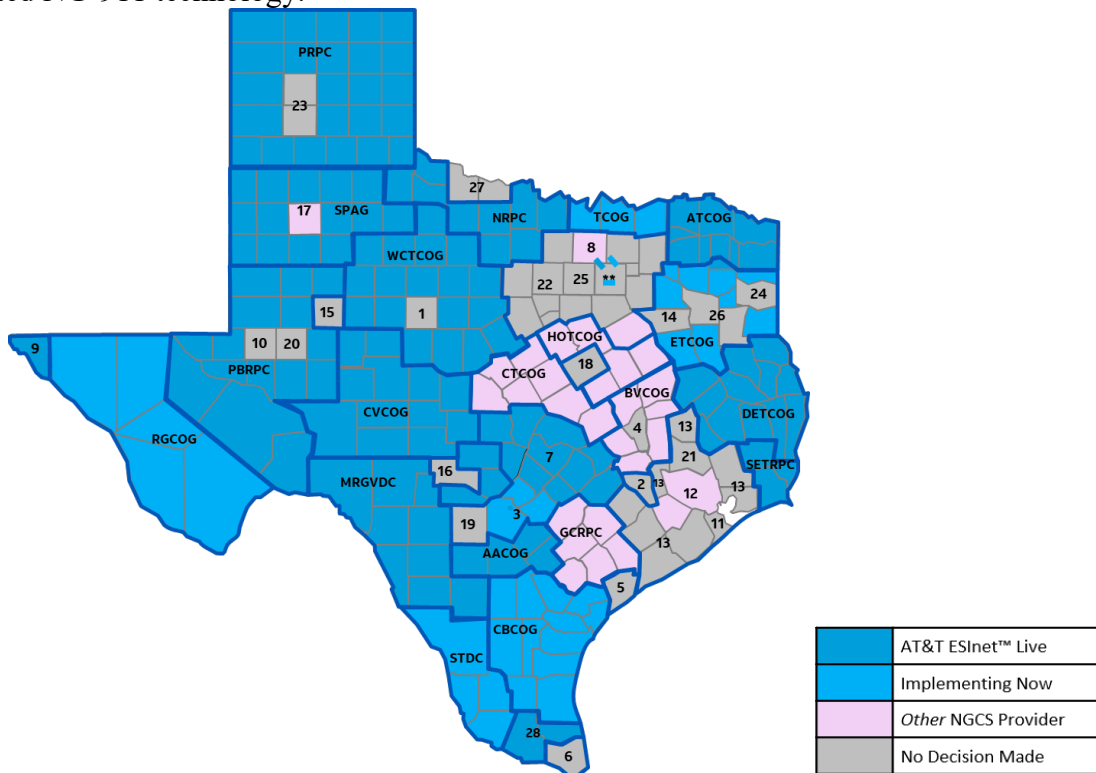 911 technology.
PRPC
23
27
17
SPAG
NRPC
TCOG
ATCOG
8
WCTCOG
22
25
**
24
15
1
14
26
9
10
20
HOTCOG
ETCOG
18
PBRPC
CTCOG
BVCOG
CVCOG
DETCOG
4
13
RGCOG
7
21
16
SETRPC
MRGVDC
2
13
12
13
3
19
11
GCRPC
13
AACOG
5
CBCOG
STDC
28
6
AT&T ESInet™ Live
Implementing Now
Other NGCS Provider
No Decision Made